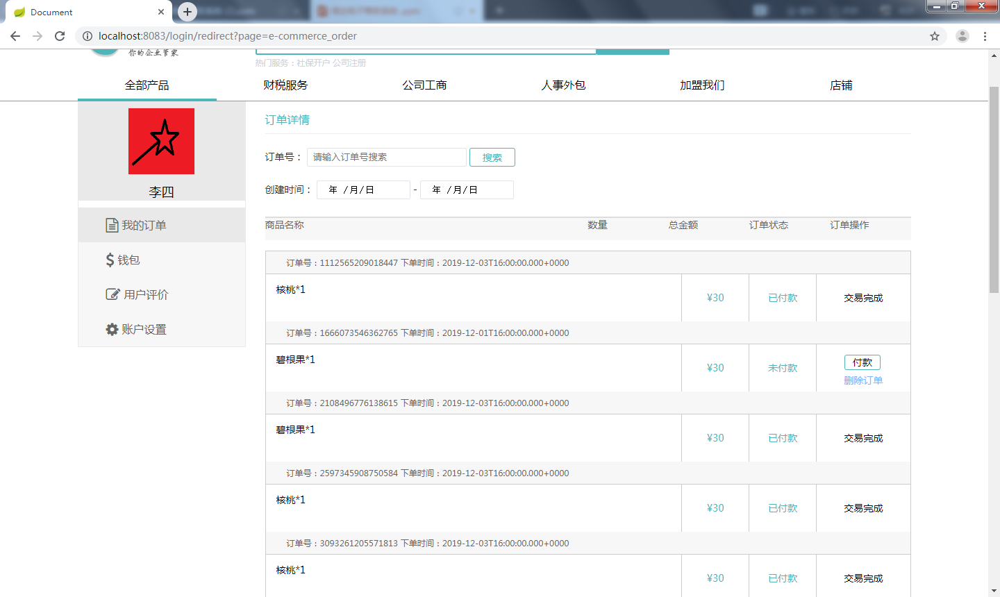 Document
localhost:8083/login/redirect?page=e-commerce_order
你的企业管家
热门服务：社保开户 公司注册
全部产品 财税服务 公司工商 人事外包 加盟我们 店铺
李四
我的订单
钱包
用户评价
账户设置
订单详情
订单号： 请输入订单号搜索 搜索
创建时间： 年 /月/日 - 年 /月/日
商品名称 数量 总金额 订单状态 订单操作
订单号：1112565209018447 下单时间：2019-12-03T16:00:00.000+0000
核桃*1 ¥30 已付款 交易完成
订单号：1666073546362765 下单时间：2019-12-01T16:00:00.000+0000
碧根果*1 ¥30 未付款 付款
删除订单
订单号：2108496776138615 下单时间：2019-12-03T16:00:00.000+0000
碧根果*1 ¥30 已付款 交易完成
订单号：2597345908750584 下单时间：2019-12-03T16:00:00.000+0000
核桃*1 ¥30 已付款 交易完成
订单号：3093261205571813 下单时间：2019-12-03T16:00:00.000+0000
核桃*1 ¥30 已付款 交易完成